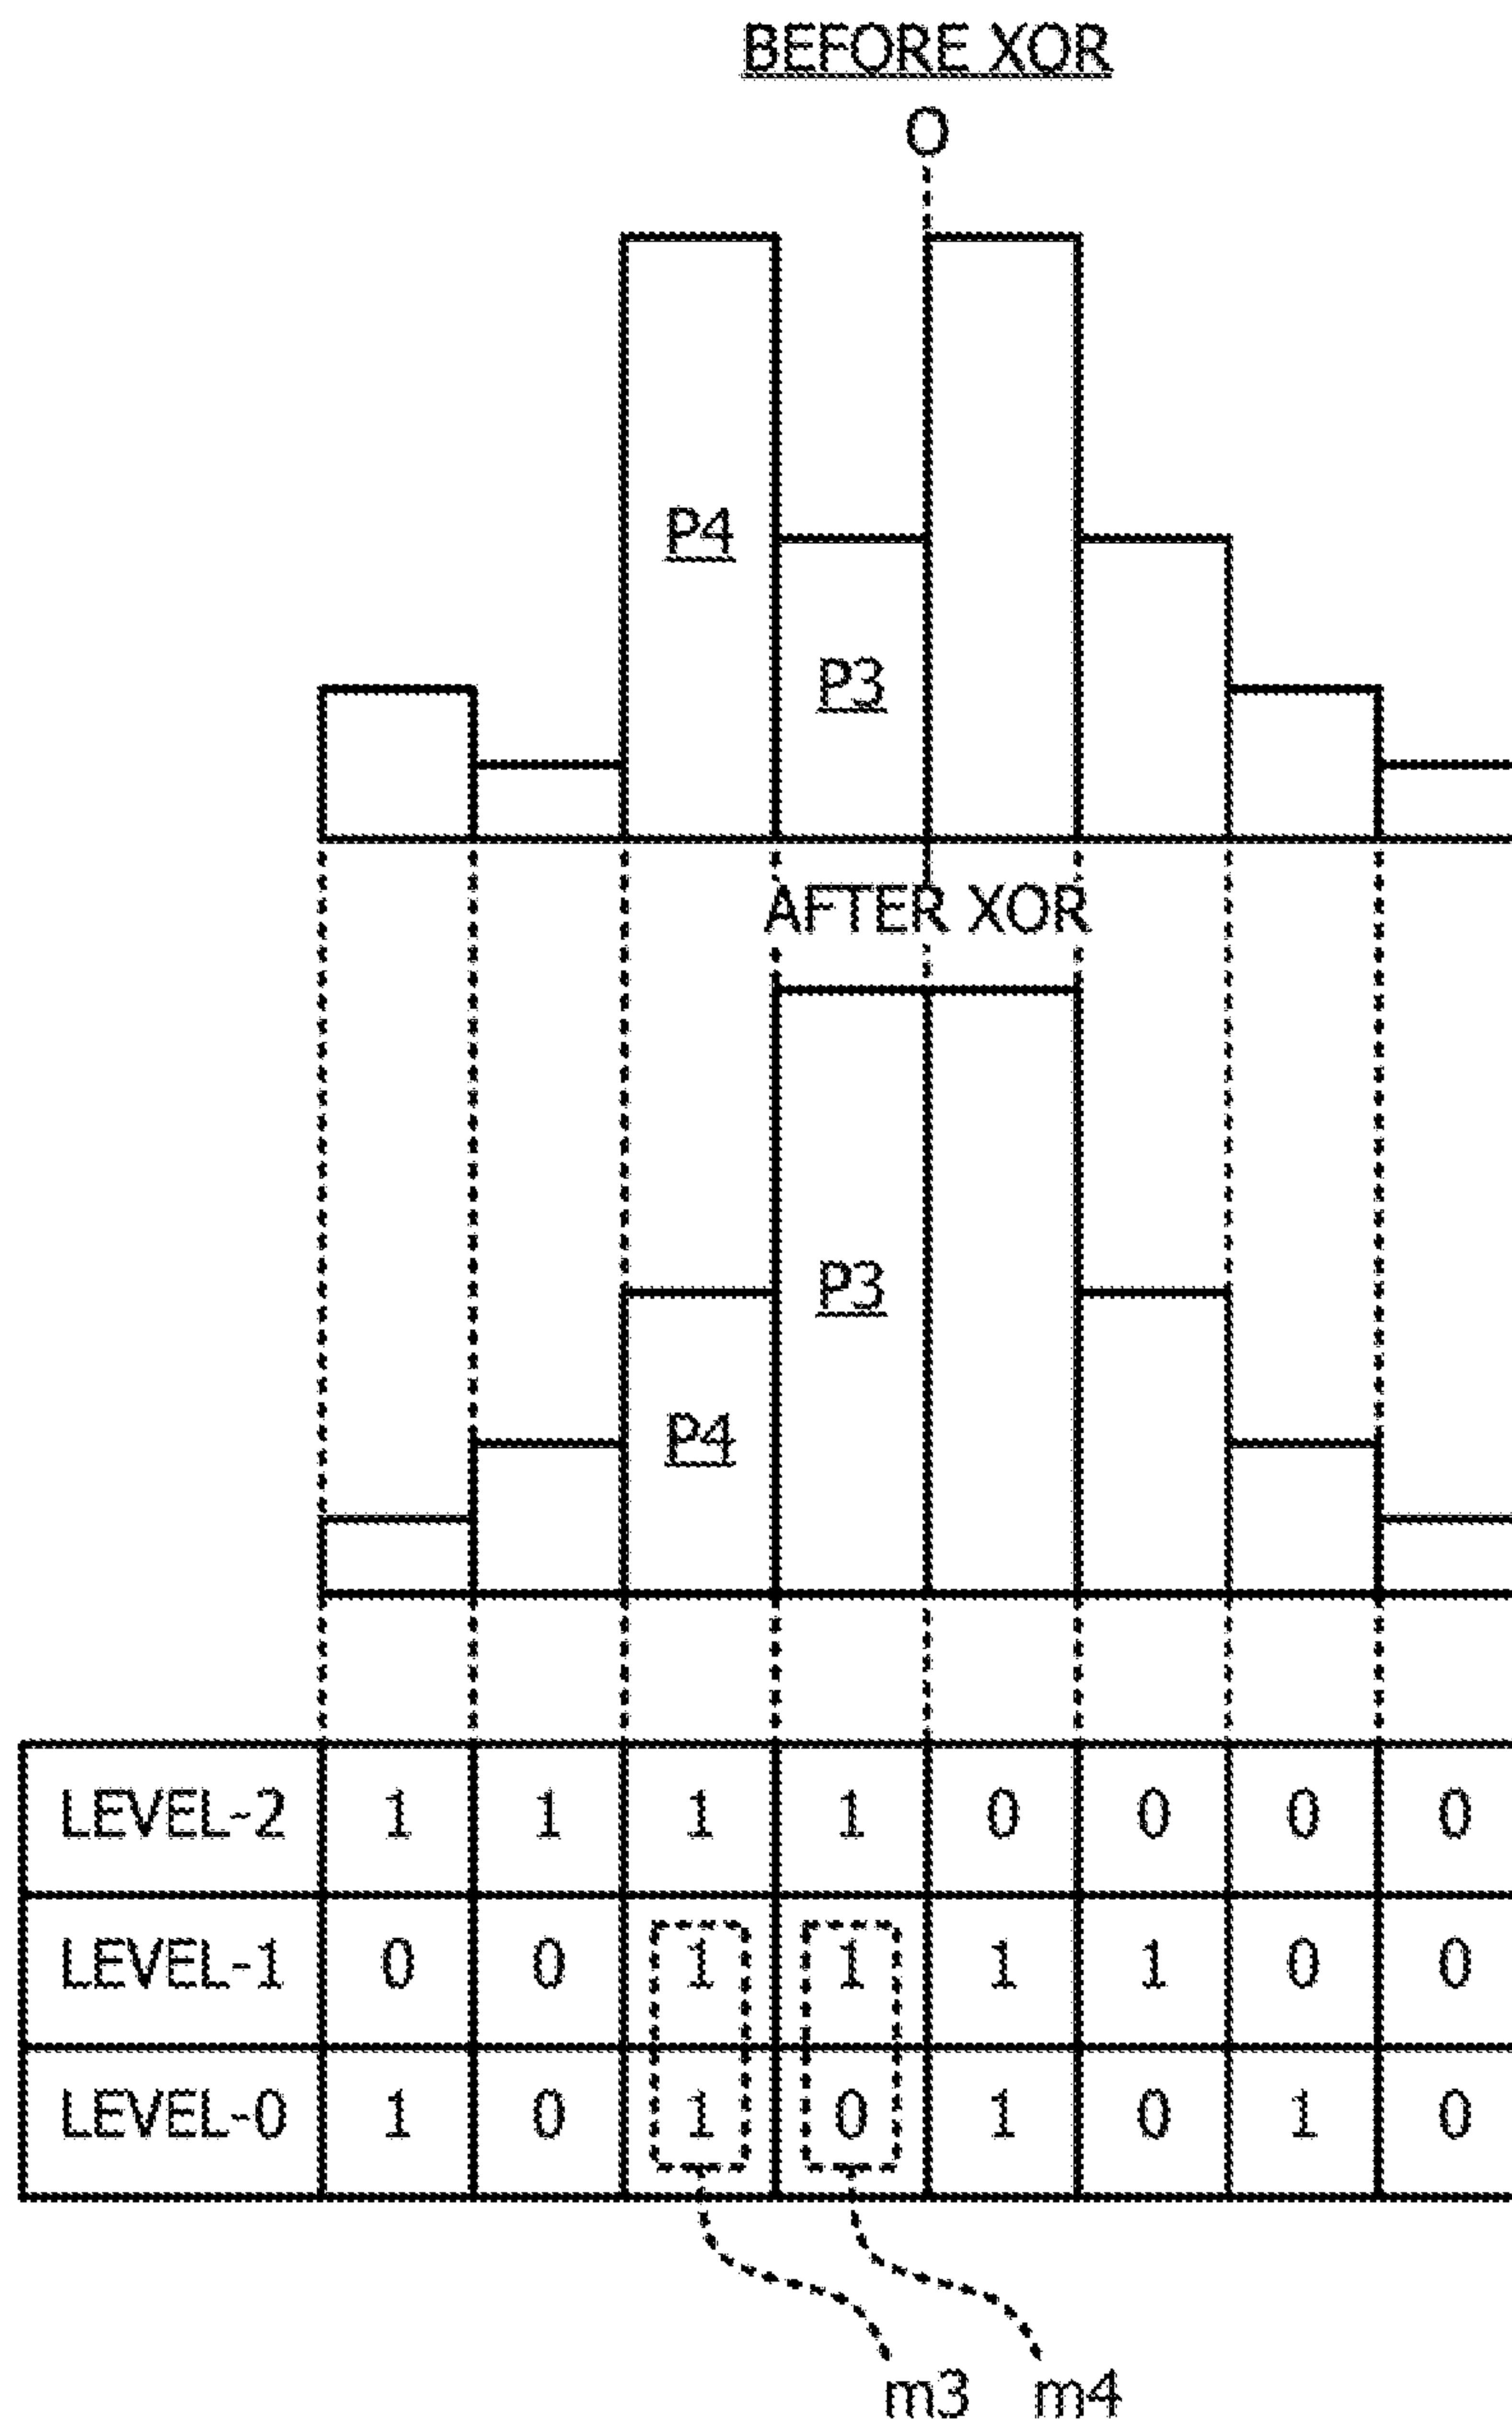 BEFORE XOR
O
P4
P3
AFTER XOR
P3
P4
LEVEL-2 1 1 1 1 0 0 0 0
LEVEL-1 0 0 1 1 1 1 0 0
LEVEL-0 1 0 1 0 1 0 1 0
m3 m4